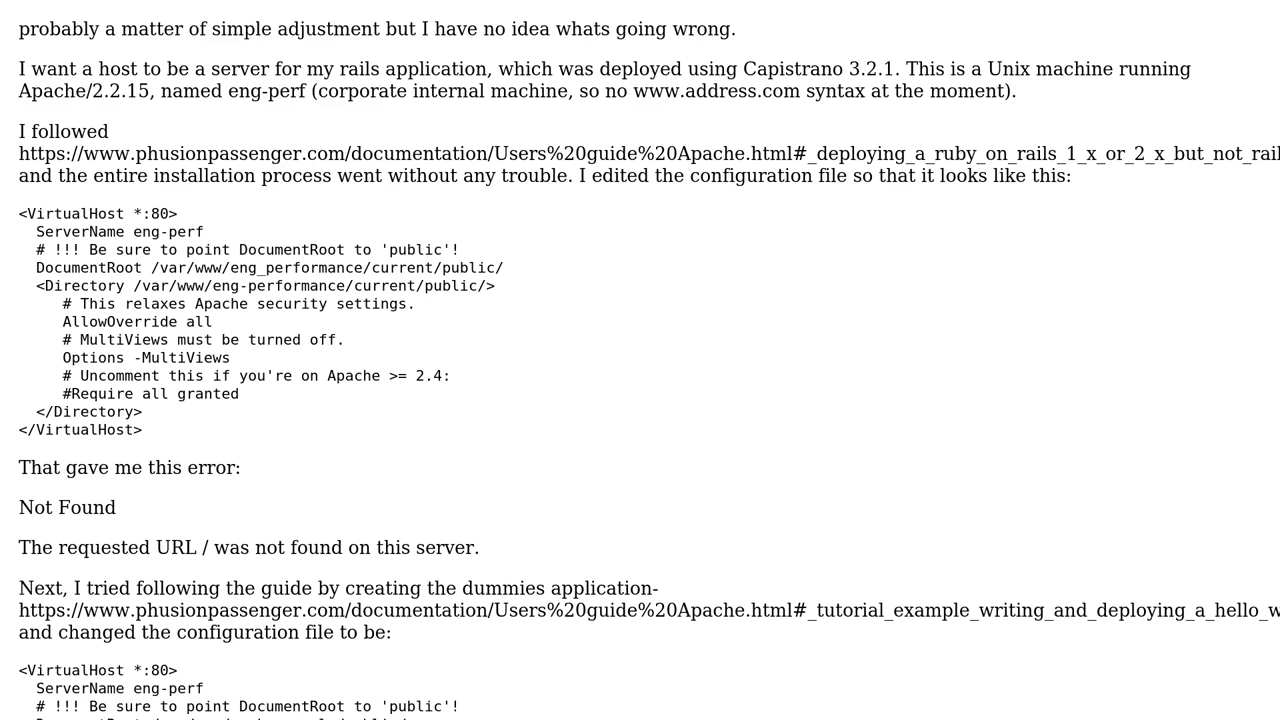 probably a matter of simple adjustment but I have no idea whats going wrong.
I want a host to be a server for my rails application, which was deployed using Capistrano 3.2.1. This is a Unix machine running
Apache/2.2.15, named eng-perf (corporate internal machine, so no www.address.com syntax at the moment).
I followed
https://www.phusionpassenger.com/documentation/Users%20guide%20Apache.html#_deploying_a_ruby_on_rails_1_x_or_2_x_but_not_rail
and the entire installation process went without any trouble. I edited the configuration file so that it looks like this:
<VirtualHost *:80>
  ServerName eng-perf
  # !!! Be sure to point DocumentRoot to 'public'!
  DocumentRoot /var/www/eng_performance/current/public/
  <Directory /var/www/eng-performance/current/public/>
     # This relaxes Apache security settings.
     AllowOverride all
     # MultiViews must be turned off.
     Options -MultiViews
     # Uncomment this if you're on Apache >= 2.4:
     #Require all granted
  </Directory>
</VirtualHost>
That gave me this error:
Not Found
The requested URL / was not found on this server.
Next, I tried following the guide by creating the dummies application-
https://www.phusionpassenger.com/documentation/Users%20guide%20Apache.html#_tutorial_example_writing_and_deploying_a_hello_w
and changed the configuration file to be:
<VirtualHost *:80>
  ServerName eng-perf
  # !!! Be sure to point DocumentRoot to 'public'!